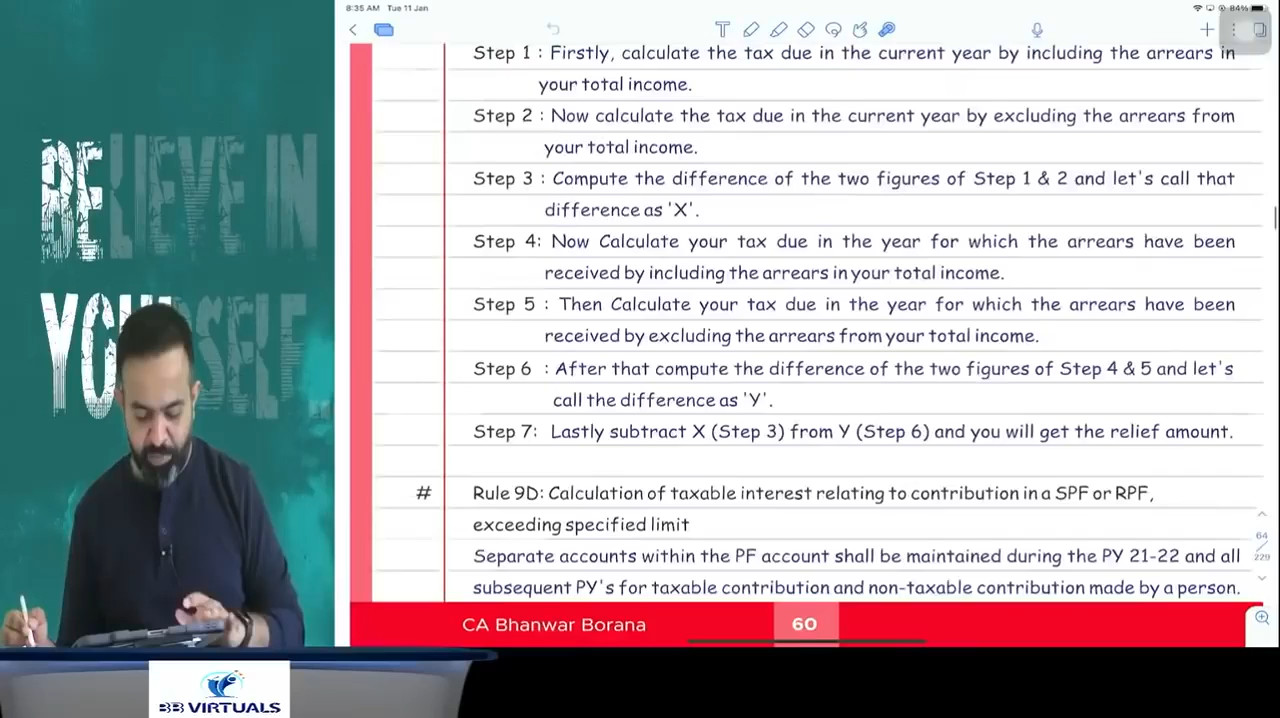 8:35 AM Tue 11 Jan
84%
BELIEVE IN
Step 1 : Firstly, calculate the tax due in the current year by including the arrears in
your total income.
Step 2 : Now calculate the tax due in the current year by excluding the arrears from
your total income.
Step 3 : Compute the difference of the two figures of Step 1 & 2 and let's call that
difference as 'X'.
Step 4: Now Calculate your tax due in the year for which the arrears have been
received by including the arrears in your total income.
Step 5 : Then Calculate your tax due in the year for which the arrears have been
received by excluding the arrears from your total income.
Step 6 : After that compute the difference of the two figures of Step 4 & 5 and let's
call the difference as 'Y'.
Step 7: Lastly subtract X (Step 3) from Y (Step 6) and you will get the relief amount.
# Rule 9D: Calculation of taxable interest relating to contribution in a SPF or RPF,
exceeding specified limit
Separate accounts within the PF account shall be maintained during the PY 21-22 and all
subsequent PY's for taxable contribution and non-taxable contribution made by a person.
64
229
CA Bhanwar Borana 60
BB VIRTUALS